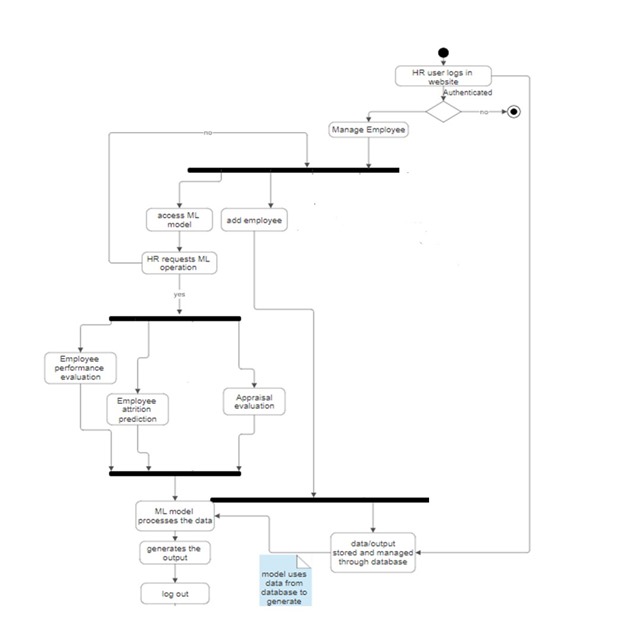 HR user logs in
website
Authenticated
no
Manage Employee
no
access ML
model
add employee
HR requests ML
operation
yes
Employee
performance
evaluation
Employee
attrition
prediction
Appraisal
evaluation
ML model
processes the data
data/output
stored and managed
through database
generates the
output
model uses
data from
database to
generate
log out